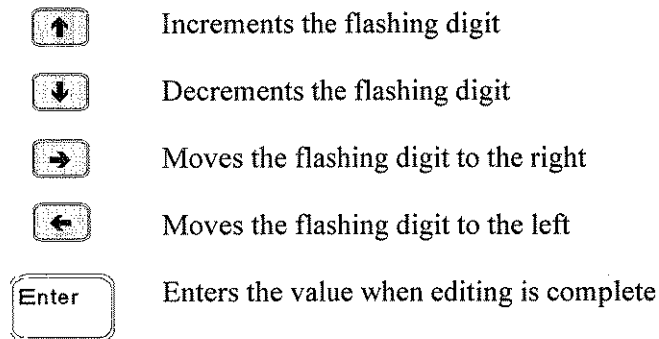 Increments the flashing digit
Decrements the flashing digit
Moves the flashing digit to the right
Moves the flashing digit to the left
Enter Enters the value when editing is complete